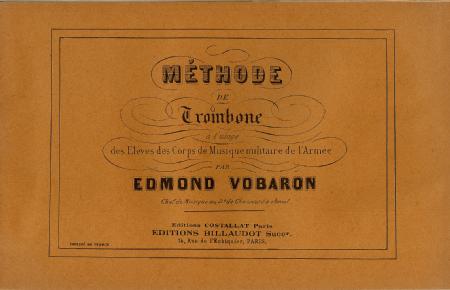 MÉTHODE
DE
Trombone
à l'usage
des Elèves des Corps de Musique militaire de l'Armée
PAR
EDMOND VOBARON
Chef de Musique au de Chasseurs à cheval
Editions COSTALLAT Paris
EDITIONS BILLAUDOT Succr.
14, Rue de l'Echiquier, PARIS.